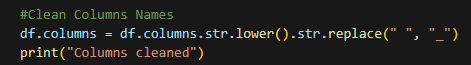 #Clean Columns Names
df.columns = df.columns.str.lower().str.replace(" ", "_")
print("Columns cleaned")